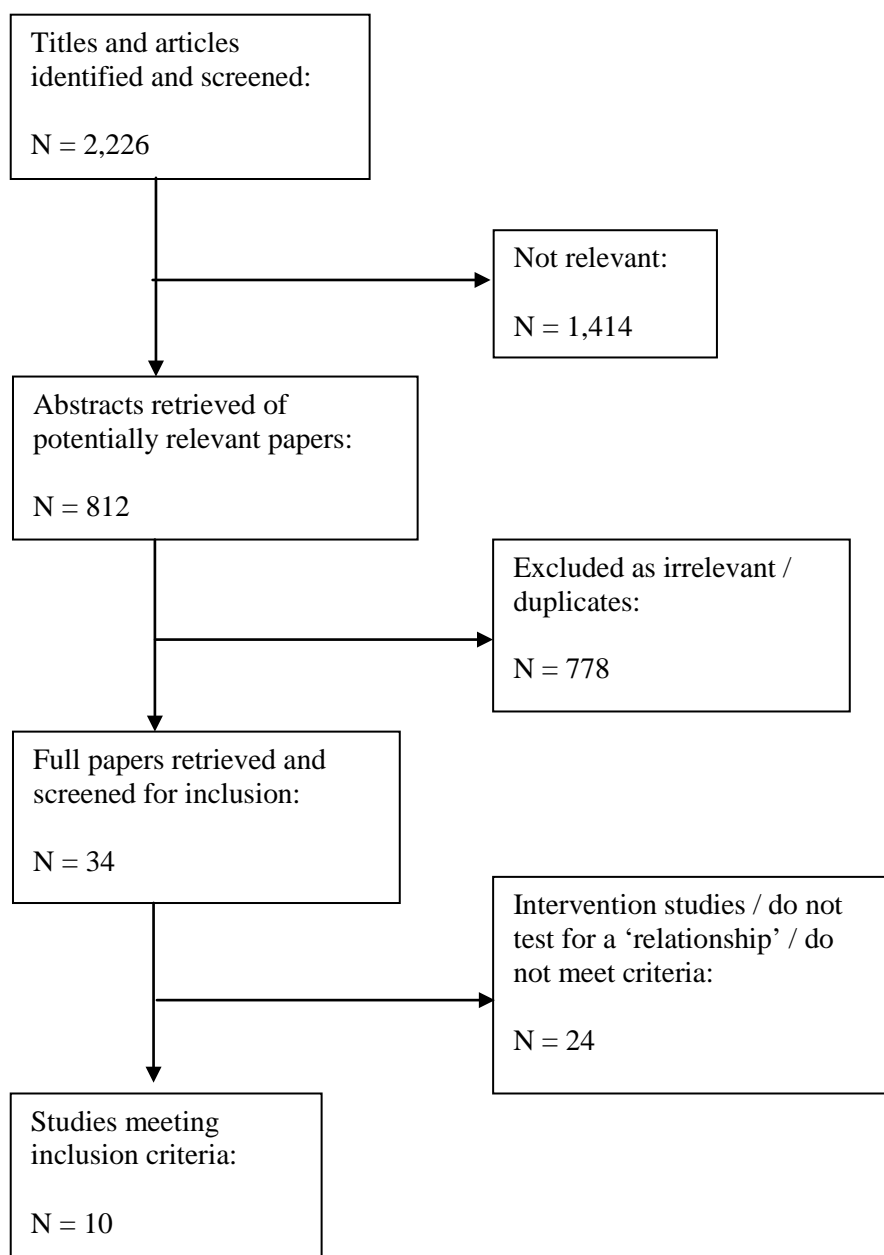 Titles and articles
identified and screened:
N = 2,226
Not relevant:
N = 1,414
Abstracts retrieved of
potentially relevant papers:
N = 812
Excluded as irrelevant /
duplicates:
N = 778
Full papers retrieved and
screened for inclusion:
N = 34
Intervention studies / do not
test for a ‘relationship’ / do
not meet criteria:
N = 24
Studies meeting
inclusion criteria:
N = 10